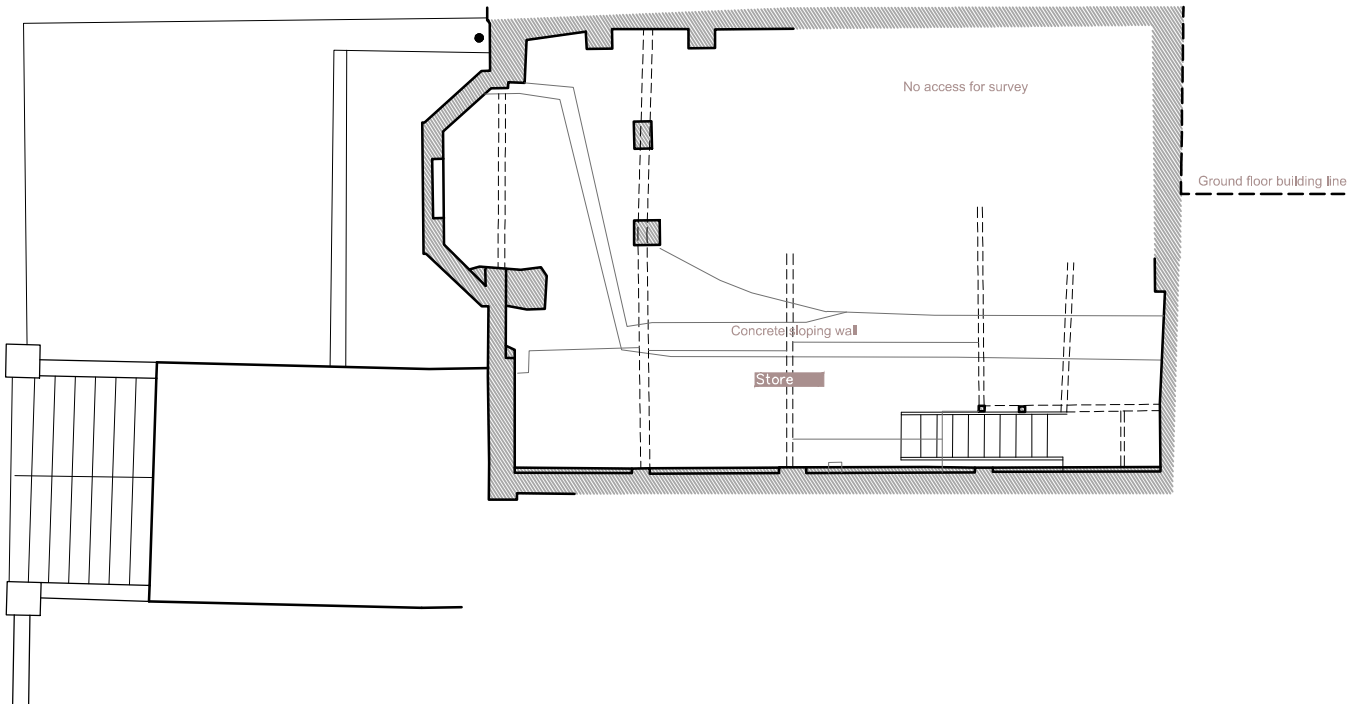 No access for survey
Ground floor building line
Concrete sloping wall
Store